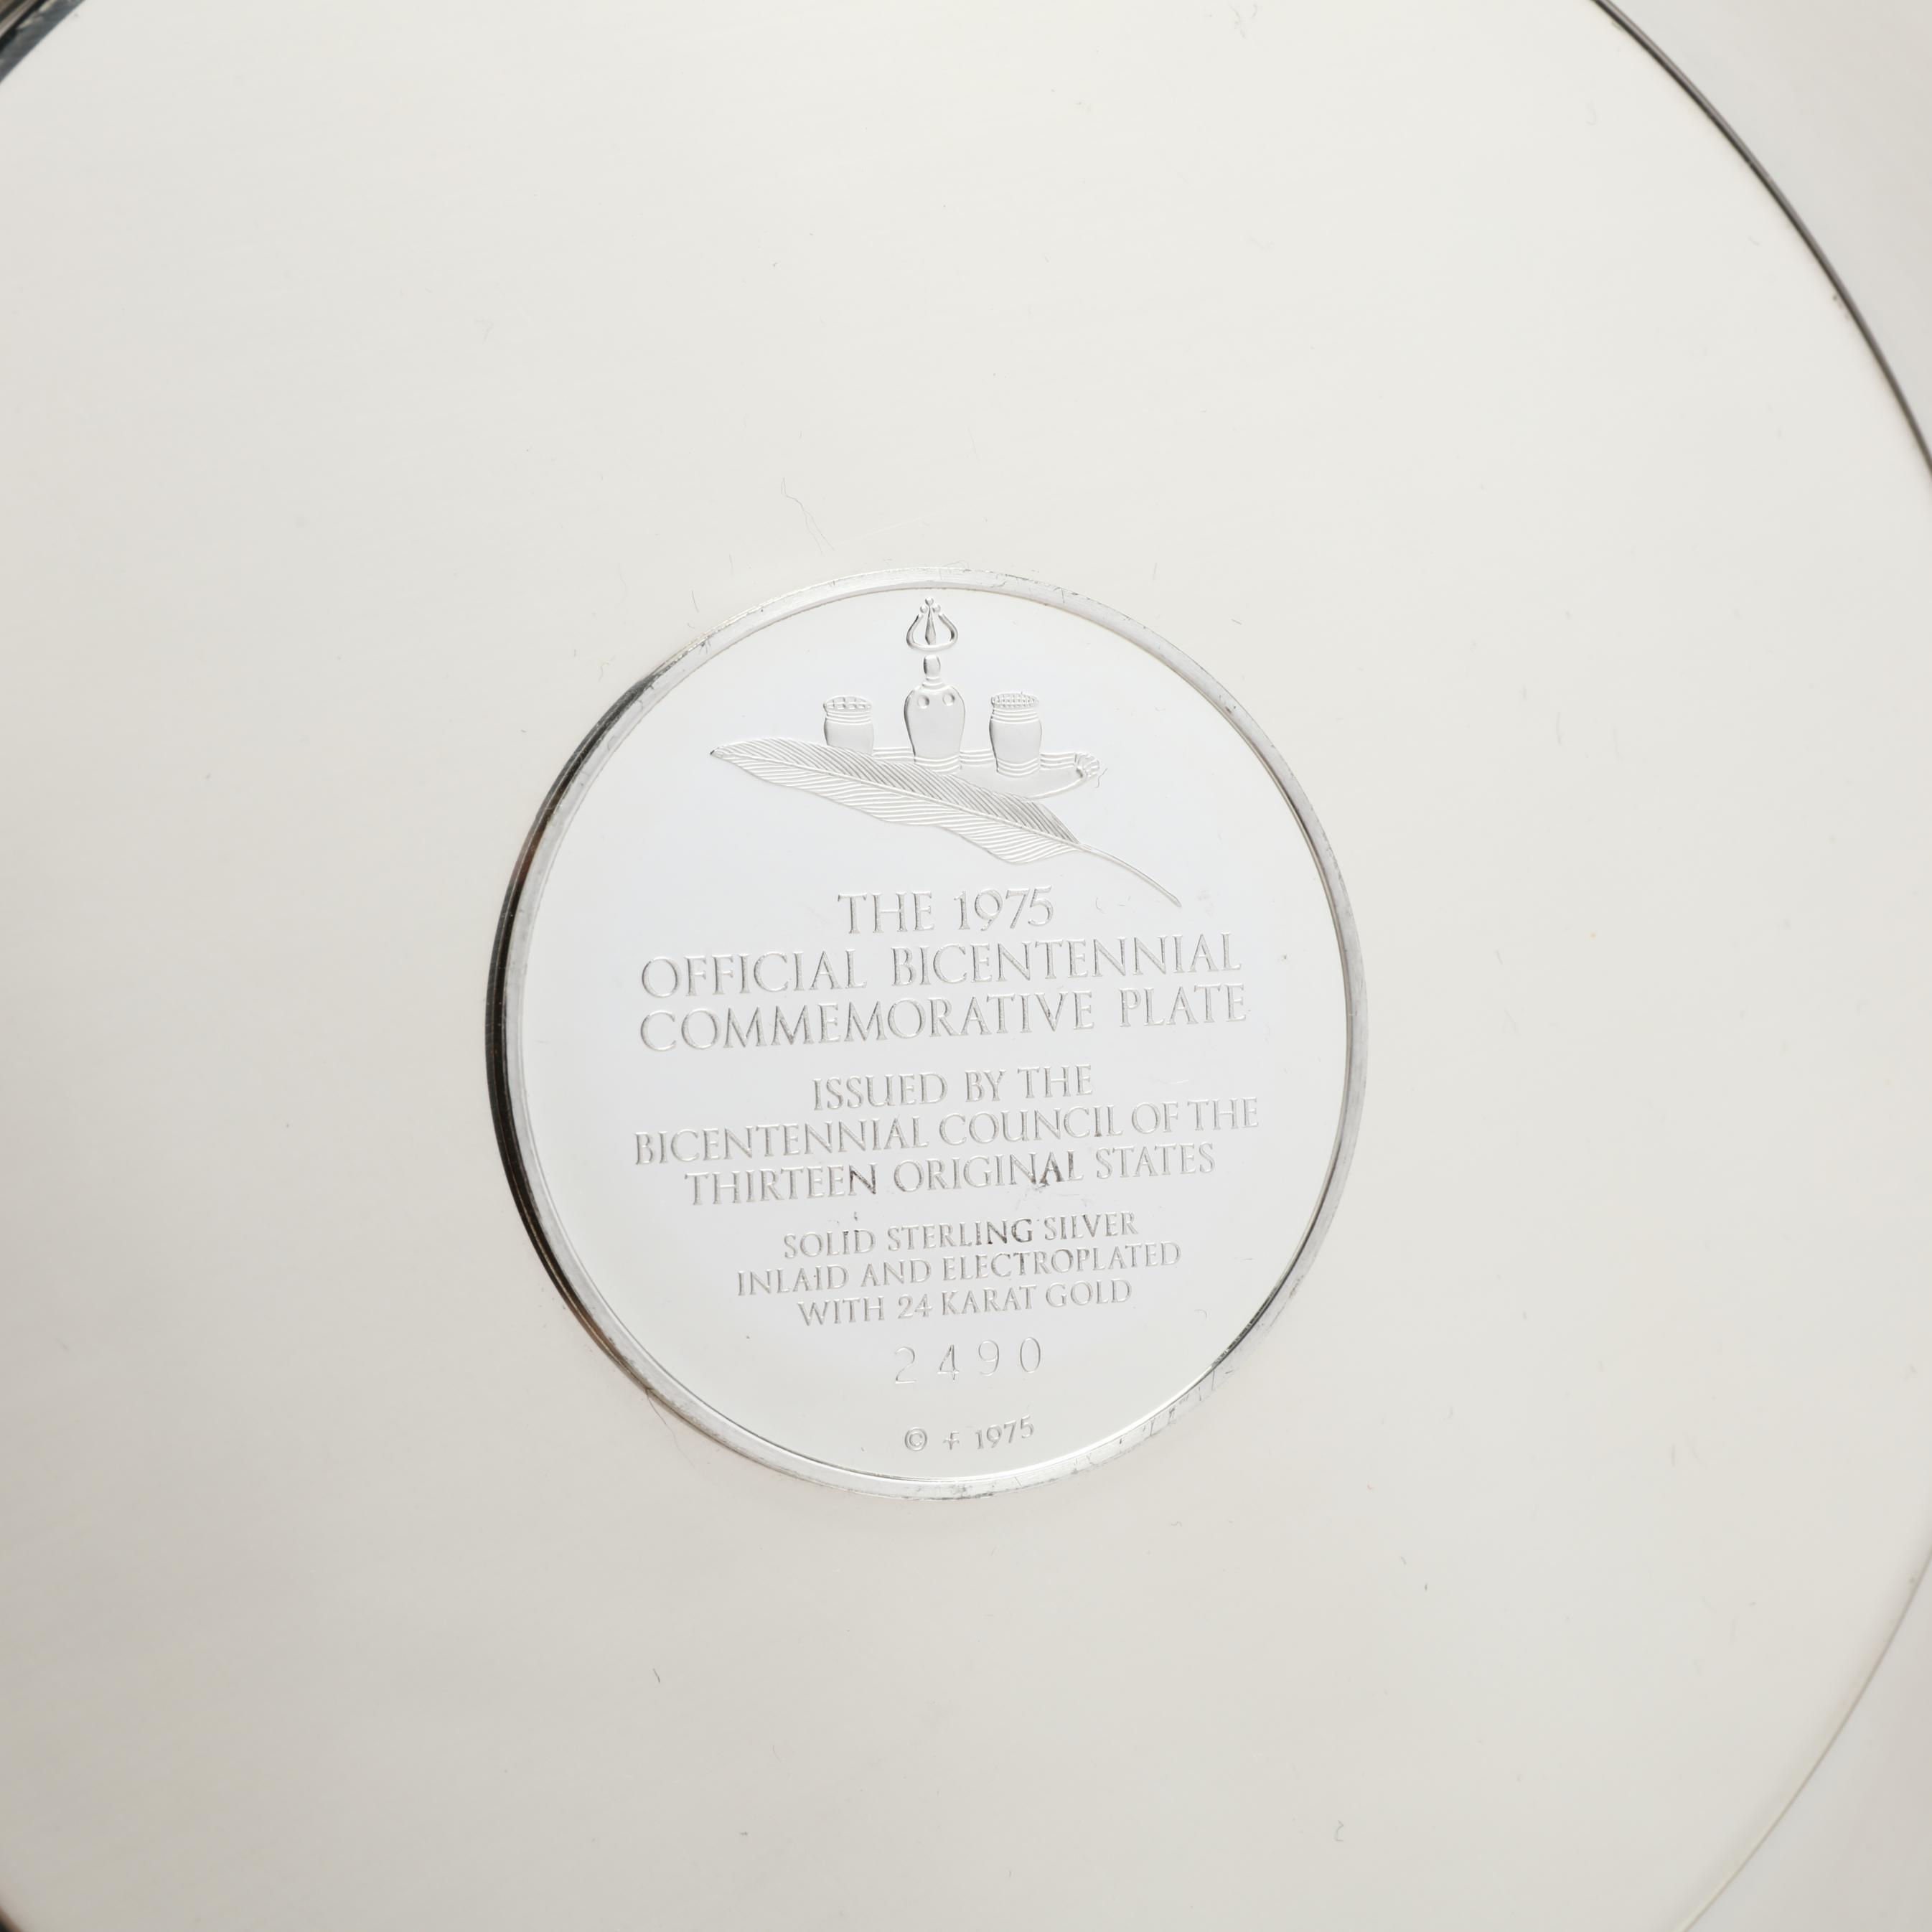 THE 1975
OFFICIAL BICENTENNIAL
COMMEMORATIVE PLATE
ISSUED BY THE
BICENTENNIAL COUNCIL OF THE
THIRTEEN ORIGINAL STATES
SOLID STERLING SILVER
INLAID AND ELECTROPLATED
WITH 24 KARAT GOLD
2490
© 1975